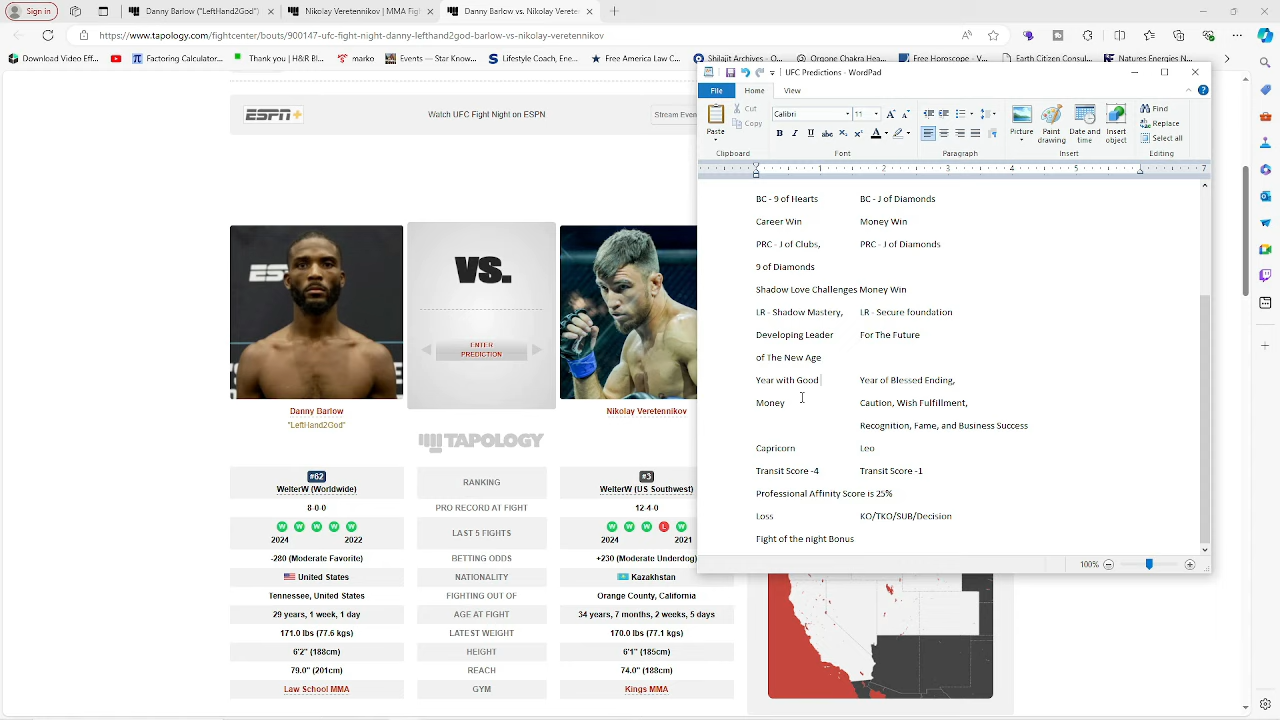 Sign in
Danny Barlow ("LeftHand2God")
Nikolay Veretennikov | MMA Figh
Danny Barlow vs. Nikolay Vereten
https://www.tapology.com/fightcenter/bouts/900147-ufc-fight-night-danny-lefthand2god-barlow-vs-nikolay-veretennikov
Thank you | HBT Bl...
Factoring Calculator...
marko
Events — Syr Knowl...
Lifestyle Coach, Ene...
Free America Law C...
Shilajit Archives – O...
Free Horoscope...
Earth Citizen Consult...
ESPN+
Watch UFC Fight Night on ESPN
Stream Even
VS.
ENTER
PREDICTION
Danny Barlow
"LeftHand2God"
Nikolay Veretennikov
TAPOLOGY
#62
WelterW (Worldwide)
RANKING
#3
WelterW (US Southwest)
8-0-0
PRO RECORD AT FIGHT
12-4-0
W W W W W
2024 2022
LAST 5 FIGHTS
W W W L W
2024 2021
-280 (Moderate Favorite)
BETTING ODDS
+230 (Moderate Underdog)
United States
NATIONALITY
Kazakhstan
Tennessee, United States
FIGHTING OUT OF
Orange County, California
29 years, 1 week, 1 day
AGE AT FIGHT
34 years, 7 months, 2 weeks, 5 days
171.0 lbs (77.6 kgs)
LATEST WEIGHT
170.0 lbs (77.1 kgs)
6'2" (188cm)
HEIGHT
6'1" (185cm)
79.0" (201cm)
REACH
74.0" (188cm)
Law School MMA
GYM
Kings MMA
UFC Predictions - WordPad
File Home View
Paste
Cut
Copy
Clipboard
Calibri 11
Font
Paragraph
Picture
Paint
drawing
Date and
time
Insert
object
Insert
Find
Replace
Select all
Editing
1 2 3 4 5 7
BC - 9 of Hearts BC - J of Diamonds
Career Win Money Win
PRC - J of Clubs, PRC - J of Diamonds
9 of Diamonds
Shadow Love Challenges Money Win
LR - Shadow Mastery, LR - Secure foundation
Developing Leader For The Future
of The New Age
Year with Good Year of Blessed Ending,
Money Caution, Wish Fulfillment,
Recognition, Fame, and Business Success
Capricorn Leo
Transit Score -4 Transit Score -1
Professional Affinity Score is 25%
Loss KO/TKO/SUB/Decision
Fight of the night Bonus
100%